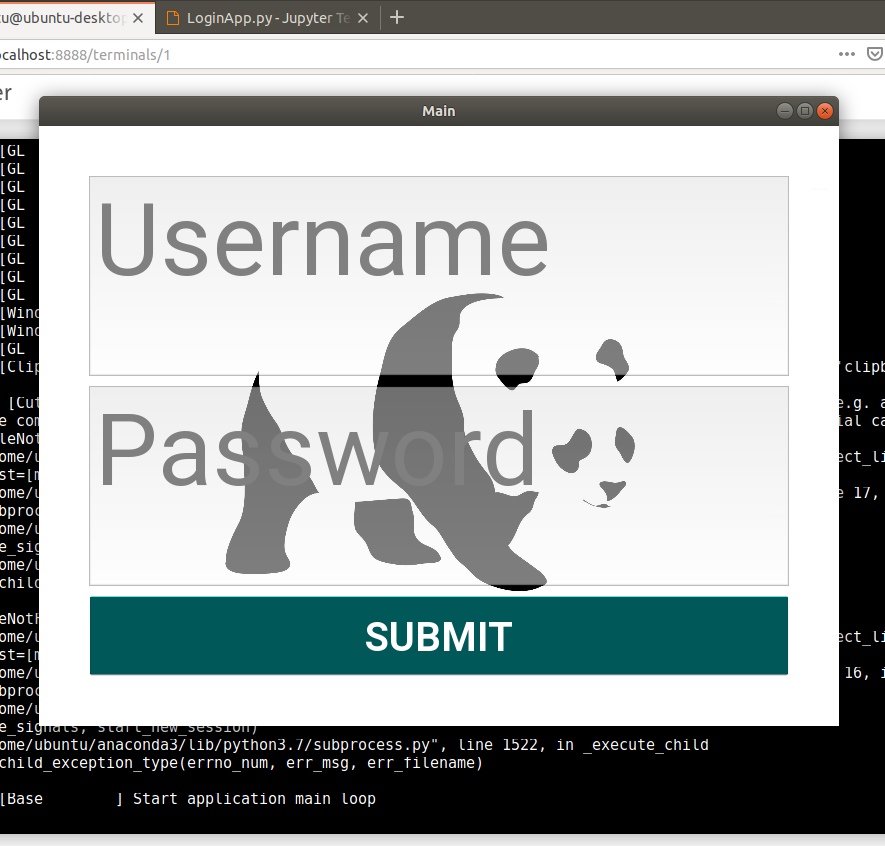 tu@ubuntu-desktop
LoginApp.py - Jupyter Te
ocalhost:8888/terminals/1
er
Main
[GL
[GL
[GL
[GL
[GL
[GL
[GL
[GL
[GL
[Wind
[Wind
[GL
[Clip
'clipb
[Cut
e.g. a
e com
ial ca
leNot
ome/u
ect_li
st=[m
ome/u
e 17,
bproc
ome/u
e_sig
ome/u
child
eNotF
ome/u
ect_li
st=[m
ome/u
16, i
bproc
ome/u
Username
Password
SUBMIT
e_signals, start_new_session)
ome/ubuntu/anaconda3/lib/python3.7/subprocess.py", line 1522, in _execute_child
child_exception_type(errno_num, err_msg, err_filename)
[Base ] Start application main loop